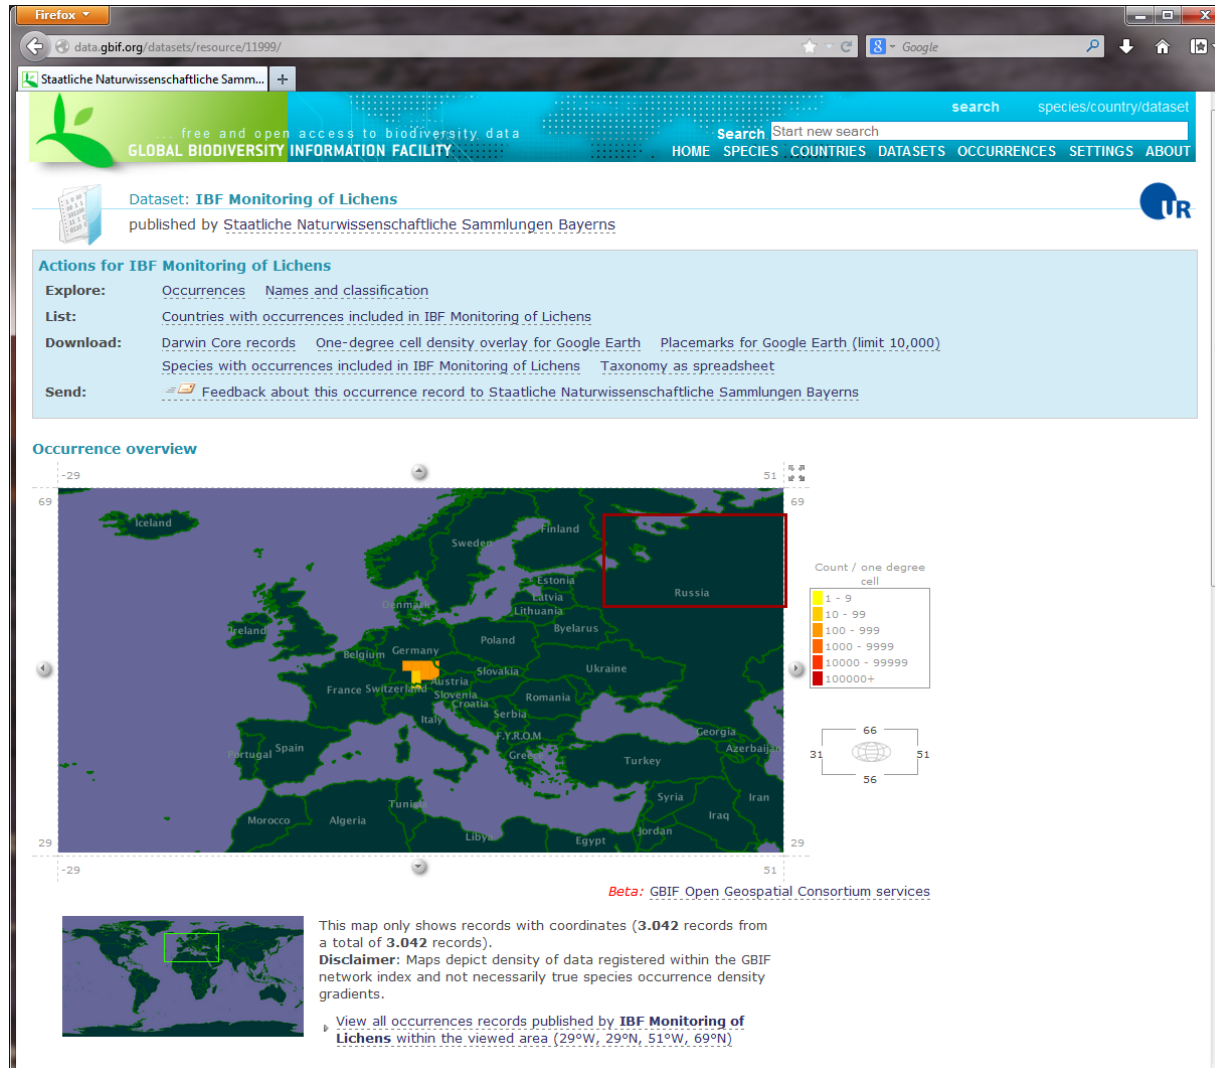 Firefox
data.gbif.org/datasets/resource/11999/
Google
Staatliche Naturwissenschaftliche Samm...
search species/country/dataset
... free and open access to biodiversity data
GLOBAL BIODIVERSITY INFORMATION FACILITY
Search Start new search
HOME SPECIES COUNTRIES DATASETS OCCURRENCES SETTINGS ABOUT
Dataset: IBF Monitoring of Lichens
published by Staatliche Naturwissenschaftliche Sammlungen Bayerns
UR
Actions for IBF Monitoring of Lichens
Explore: Occurrences Names and classification
List: Countries with occurrences included in IBF Monitoring of Lichens
Download: Darwin Core records One-degree cell density overlay for Google Earth Placemarks for Google Earth (limit 10,000)
Species with occurrences included in IBF Monitoring of Lichens Taxonomy as spreadsheet
Send: Feedback about this occurrence record to Staatliche Naturwissenschaftliche Sammlungen Bayerns
Occurrence overview
-29 51
69 69
Iceland
Finland
Sweden
Estonia
Latvia
Russia
Denmark
Lithuania
Ireland
Byelarus
Poland
Belgium Germany
Slovakia Ukraine
France Switzerland Austria
Slovenia
Croatia
Romania
Serbia
Italy
F.Y.R.O.M
Georgia
Portugal Spain
Greece
Turkey
Azerbaijan
Syria Iran
Tunisia
Morocco Algeria
Iraq
Jordan
Libya Egypt
29 29
-29 51
Count / one degree
cell
1 - 9
10 - 99
100 - 999
1000 - 9999
10000 - 99999
100000+
66
31 51
56
Beta: GBIF Open Geospatial Consortium services
This map only shows records with coordinates (3.042 records from
a total of 3.042 records).
Disclaimer: Maps depict density of data registered within the GBIF
network index and not necessarily true species occurrence density
gradients.
View all occurrences records published by IBF Monitoring of
Lichens within the viewed area (29°W, 29°N, 51°W, 69°N)